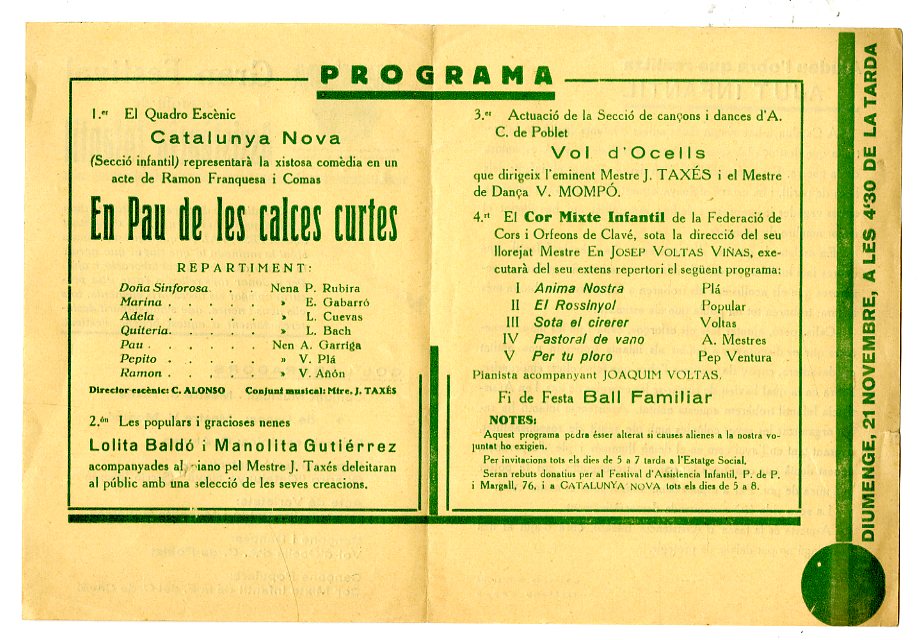 PROGRAMA
1.er El Quadro Escènic
Catalunya Nova
(Secció infantil) representarà la xistosa comèdia en un
acte de Ramon Franquesa i Comas
En Pau de les calces curtes
REPARTIMENT:
Doña Sinforosa . . Nena P. Rubira
Marina . . . . . » E. Gabarró
Adela . . . . . » L. Cuevas
Quiteria . . . . . » L. Bach
Pau . . . . . . Nen A. Garriga
Pepito . . . . . » V. Plá
Ramon . . . . . » V. Añón
Director escènic: C. ALONSO Conjunt musical: Mtre. J. TAXÉS
2.ón Les populars i gracioses nenes
Lolita Baldó i Manolita Gutiérrez
acompanyades al piano pel Mestre J. Taxés deleitaran
al públic amb una selecció de les seves creacions.
3.er Actuació de la Secció de cançons i dances d'A.
C. de Poblet
Vol d'Ocells
que dirigeix l'eminent Mestre J. TAXÉS i el Mestre
de Dança V. MOMPÓ.
4.rt El Cor Mixte Infantil de la Federació de
Cors i Orfeons de Clavé, sota la direcció del seu
llorejat Mestre En JOSEP VOLTAS VIÑAS, exe-
cutarà del seu extens repertori el següent programa:
I Anima Nostra Plá
II El Rossinyol Popular
III Sota el cirerer Voltas
IV Pastoral de vano A. Mestres
V Per tu ploro Pep Ventura
Pianista acompanyant JOAQUIM VOLTAS.
Fi de Festa Ball Familiar
NOTES:
Aquest programa podra ésser alterat si causes alienes a la nostra vo-
juntat ho exigien.
Per invitacions tots els dies de 5 a 7 tarda a l'Estatge Social,
Seran rebuts donatius per al Festival d'Assistencia Infantil, P. de P.
i Margall, 76, i a CATALUNYA NOVA tots els dies de 5 a 8.
DIUMENGE, 21 NOVEMBRE, A LES 4'30 DE LA TARDA